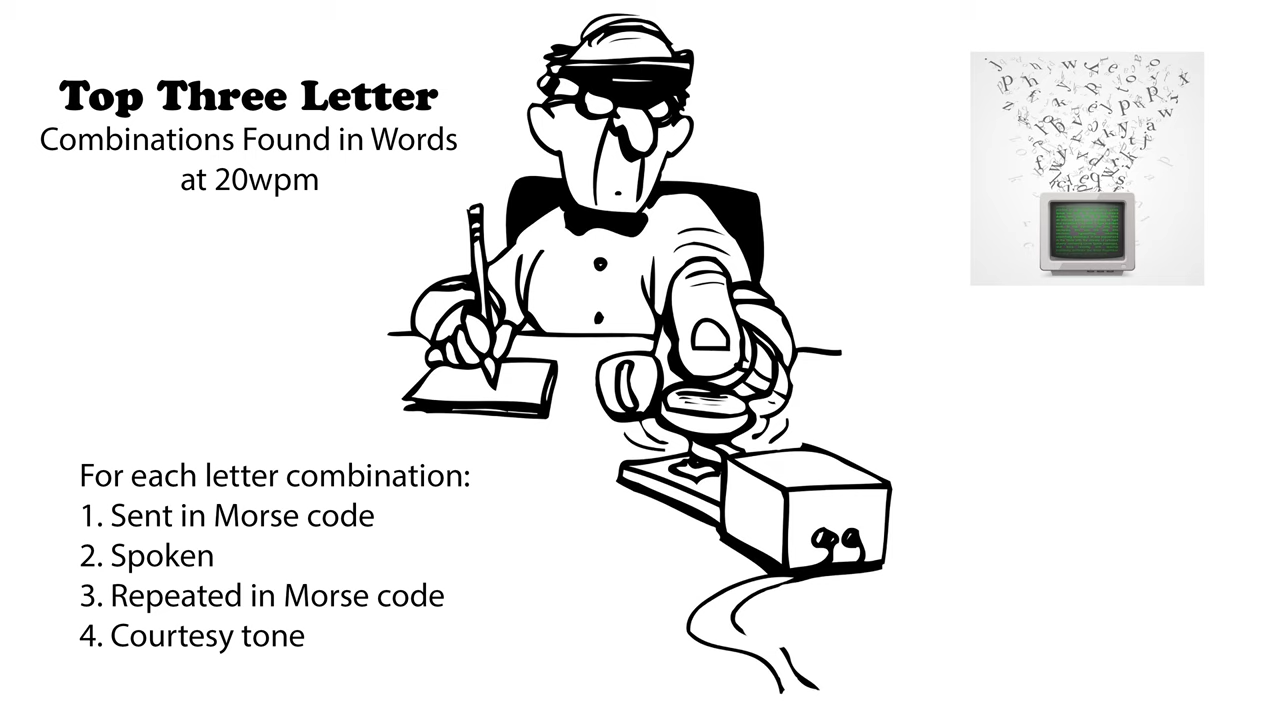 Top Three Letter
Combinations Found in Words
at 20wpm
For each letter combination:
1. Sent in Morse code
2. Spoken
3. Repeated in Morse code
4. Courtesy tone